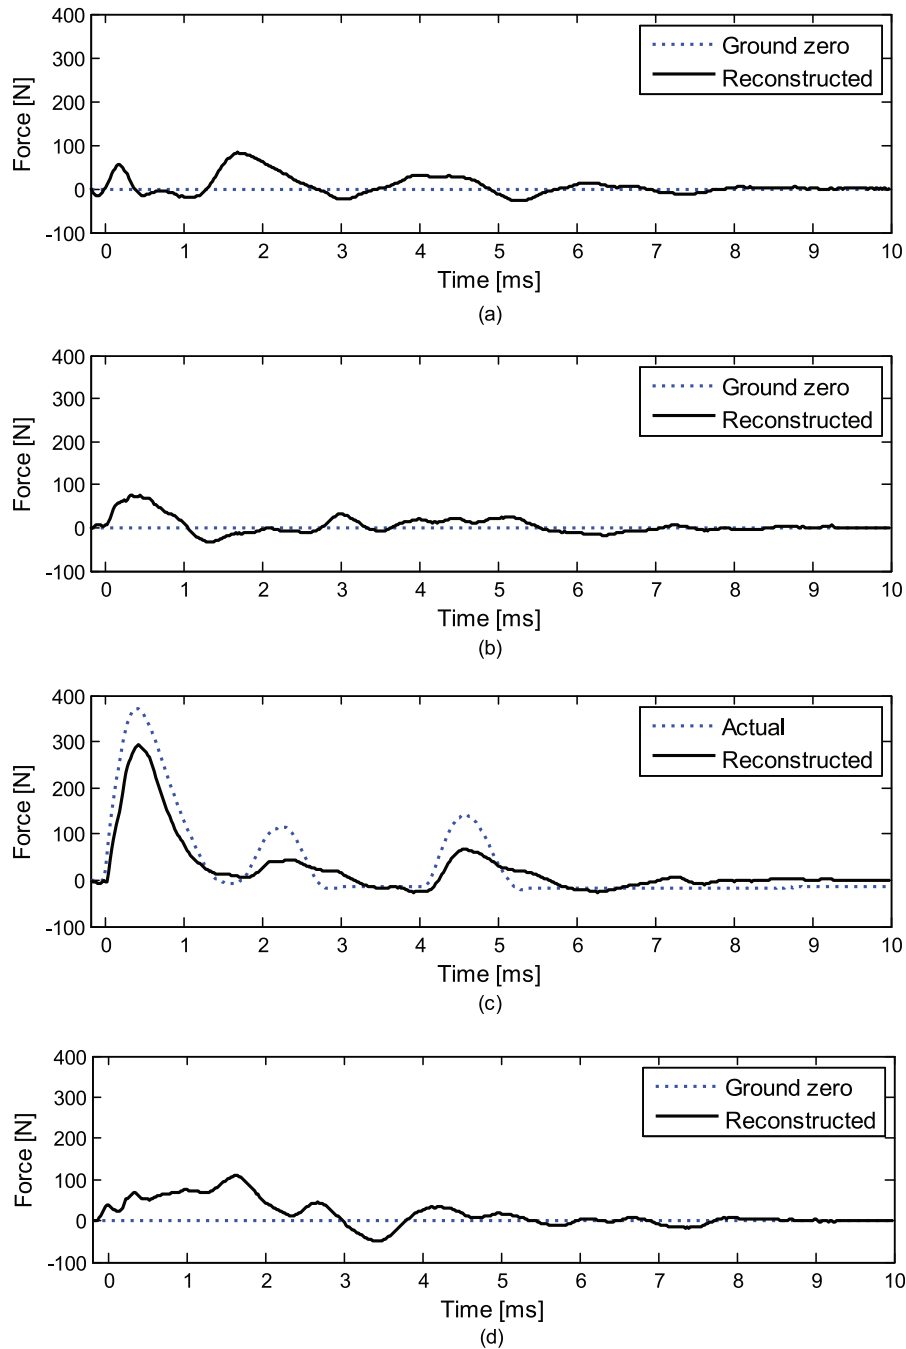 400
300
200
100
0
-100
Force [N]
Ground zero
Reconstructed
0 1 2 3 4 5 6 7 8 9 10
Time [ms]
(a)
400
300
200
100
0
-100
Force [N]
Ground zero
Reconstructed
0 1 2 3 4 5 6 7 8 9 10
Time [ms]
(b)
400
300
200
100
0
-100
Force [N]
Actual
Reconstructed
0 1 2 3 4 5 6 7 8 9 10
Time [ms]
(c)
400
300
200
100
0
-100
Force [N]
Ground zero
Reconstructed
0 1 2 3 4 5 6 7 8 9 10
Time [ms]
(d)